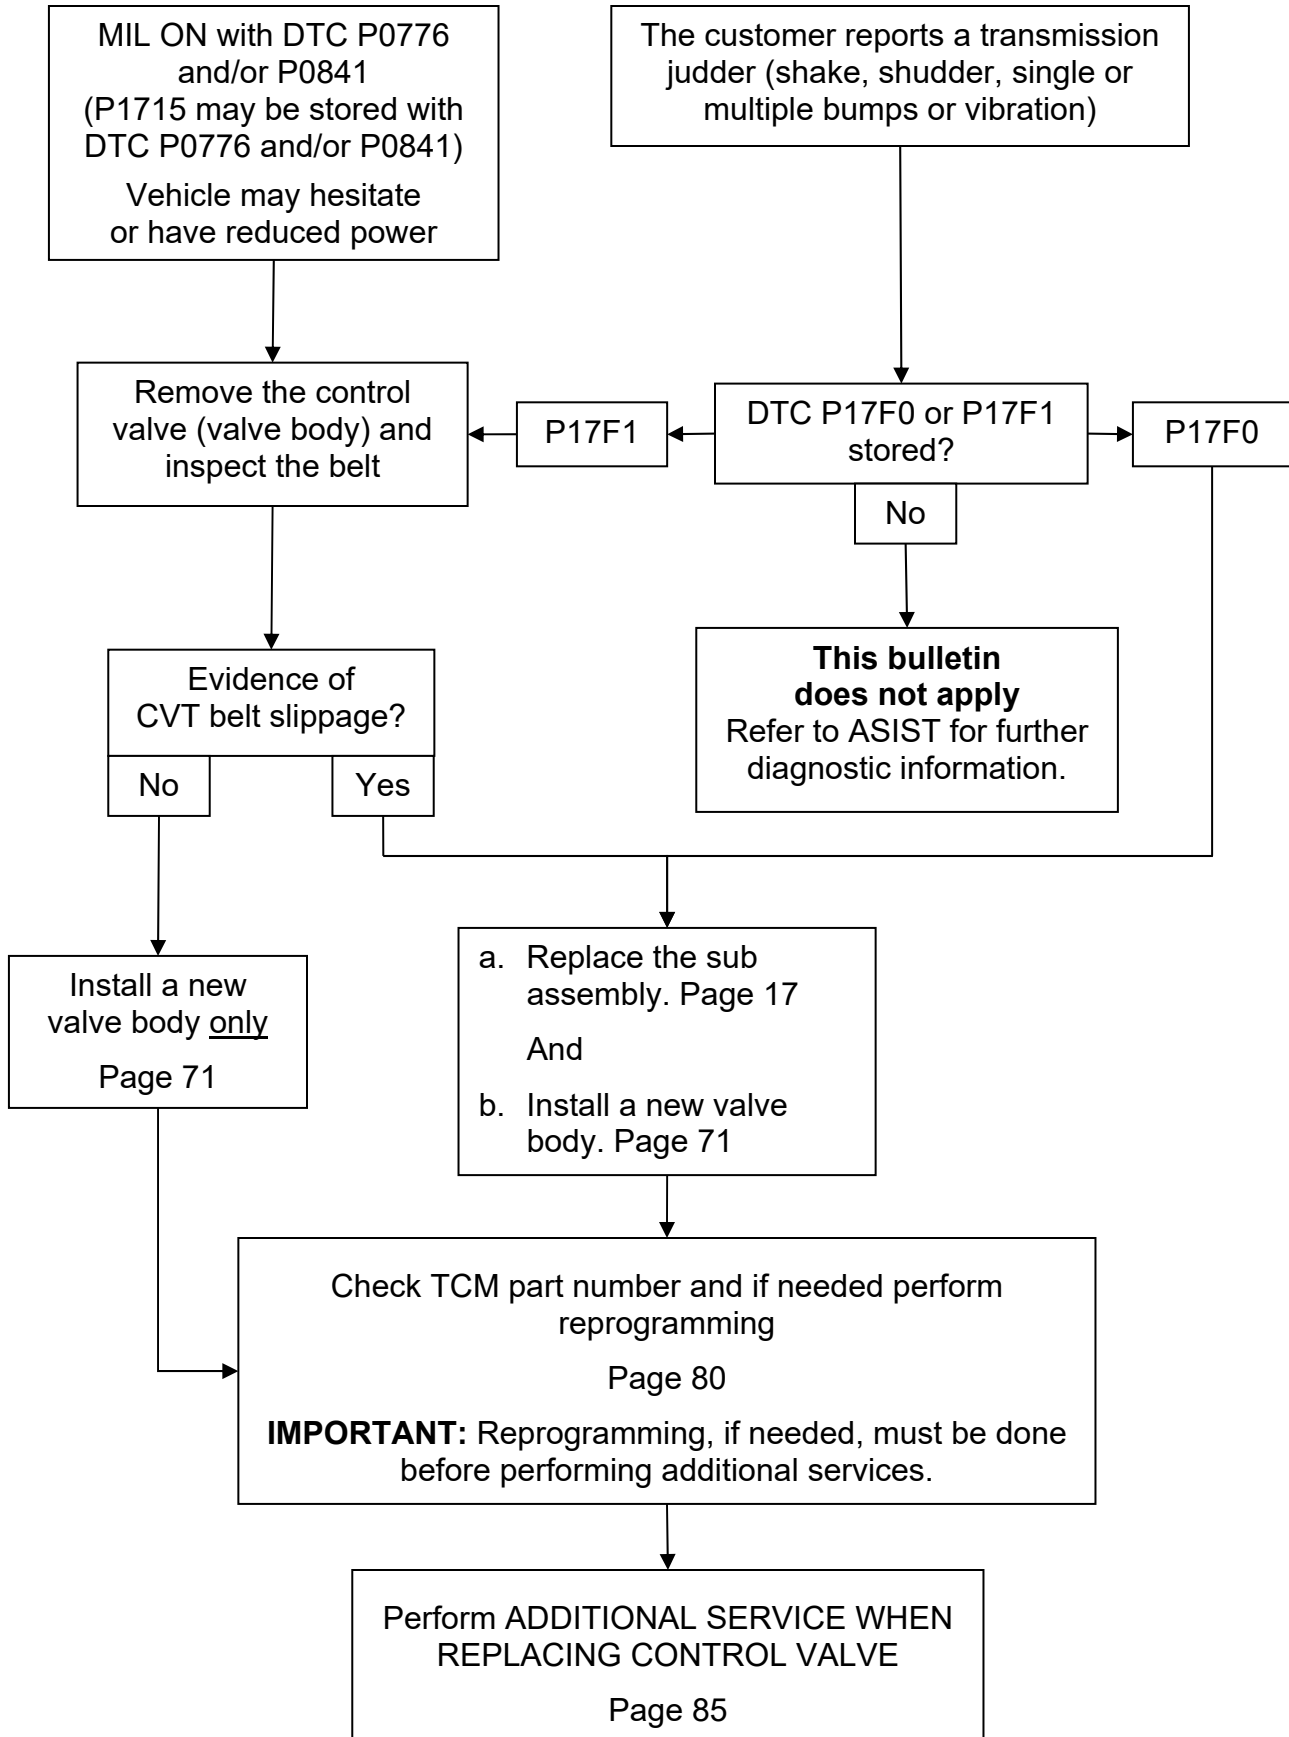 MIL ON with DTC P0776
and/or P0841
(P1715 may be stored with
DTC P0776 and/or P0841)
Vehicle may hesitate
or have reduced power
The customer reports a transmission
judder (shake, shudder, single or
multiple bumps or vibration)
Remove the control
valve (valve body) and
inspect the belt
P17F1
DTC P17F0 or P17F1
stored?
P17F0
No
This bulletin
does not apply
Refer to ASIST for further
diagnostic information.
Evidence of
CVT belt slippage?
No
Yes
Install a new
valve body only
Page 71
a. Replace the sub
assembly. Page 17
And
b. Install a new valve
body. Page 71
Check TCM part number and if needed perform
reprogramming
Page 80
IMPORTANT: Reprogramming, if needed, must be done
before performing additional services.
Perform ADDITIONAL SERVICE WHEN
REPLACING CONTROL VALVE
Page 85